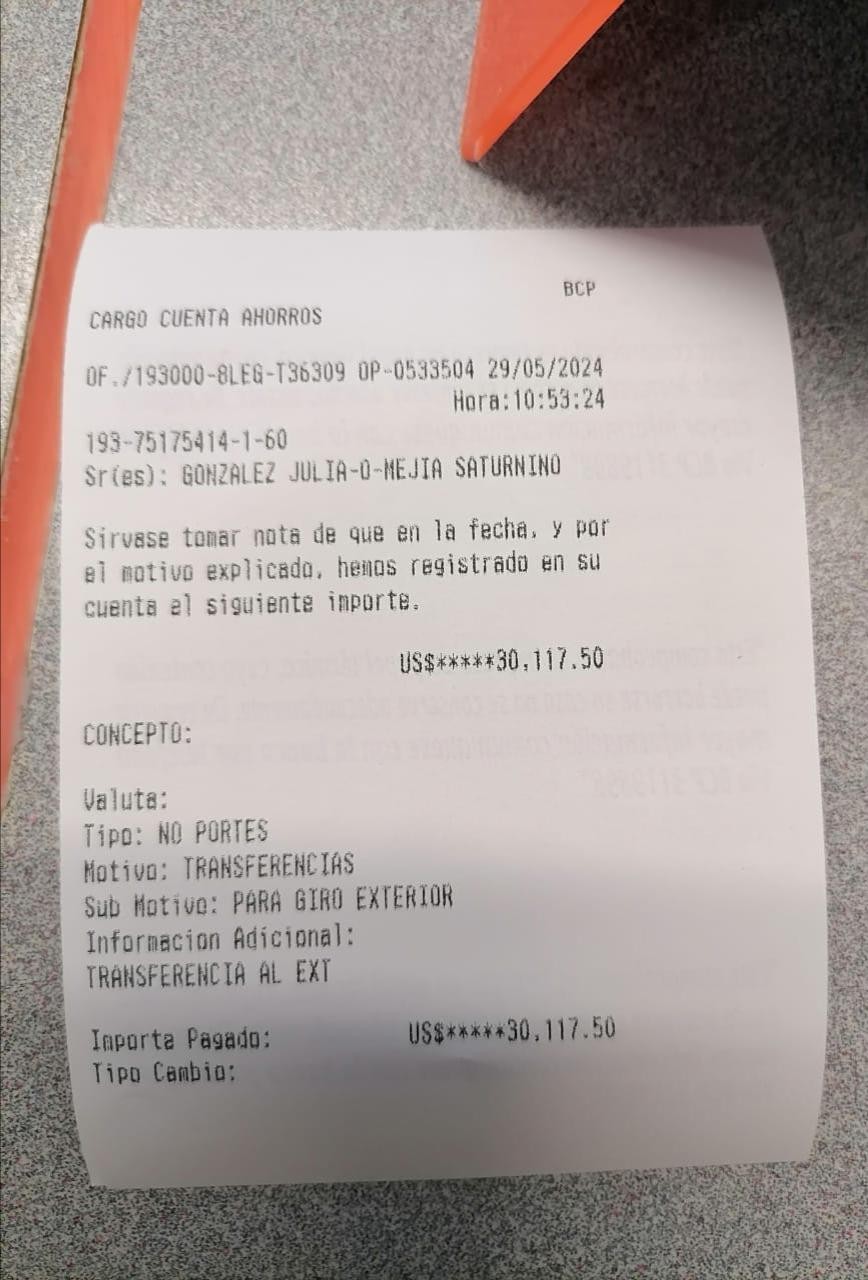 BCP
CARGO CUENTA AHORROS
OF./193000-8LEG-T36309 OP-0533504 29/05/2024
Hora:10:53:24
193-75175414-1-60
Sr(es): GONZALEZ JULIA-O-MEJIA SATURNINO
Sirvase tomar nota de que en la fecha, y por
el motivo explicado, hemos registrado en su
cuenta el siguiente importe.
US$*****30,117.50
CONCEPTO:
Valuta:
Tipo: NO PORTES
Motivo: TRANSFERENCIAS
Sub Motivo: PARA GIRO EXTERIOR
Informacion Adicional:
TRANSFERENCIA AL EXT
Importe Pagado: US$*****30,117.50
Tipo Cambio: